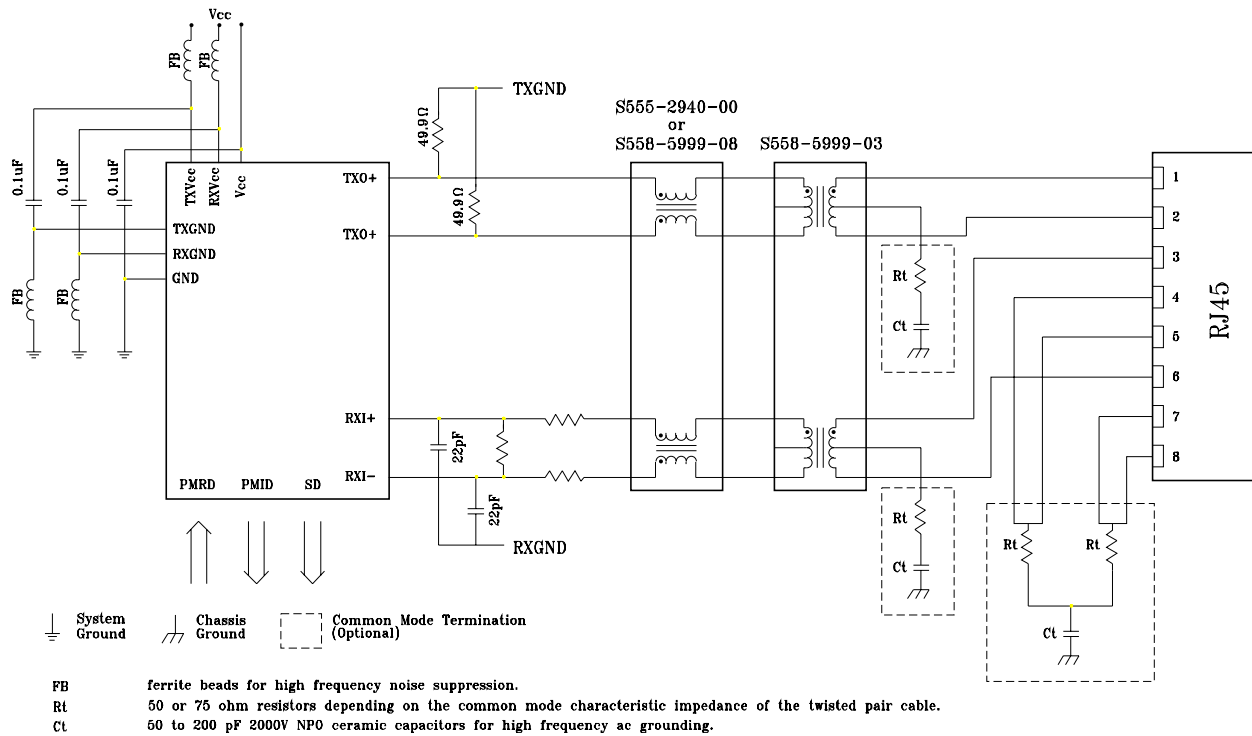 Vcc
FB
FB
TXGND
S555-2940-00
or
S558-5999-08
S558-5999-03
49.9Ω
49.9Ω
0.1uF
0.1uF
0.1uF
TXVcc
RXVcc
Vcc
TXO+
TXO+
TXGND
RXGND
GND
FB
FB
1
2
3
4
5
6
7
8
RJ45
Rt
Ct
RXI+
RXI-
22pF
22pF
RXGND
PMRD
PMID
SD
Rt
Ct
Rt
Rt
Ct
System
Ground
Chassis
Ground
Common Mode Termination
(Optional)
FB ferrite beads for high frequency noise suppression.
Rt 50 or 75 ohm resistors depending on the common mode characteristic impedance of the twisted pair cable.
Ct 50 to 200 pF 2000V NPO ceramic capacitors for high frequency ac grounding.